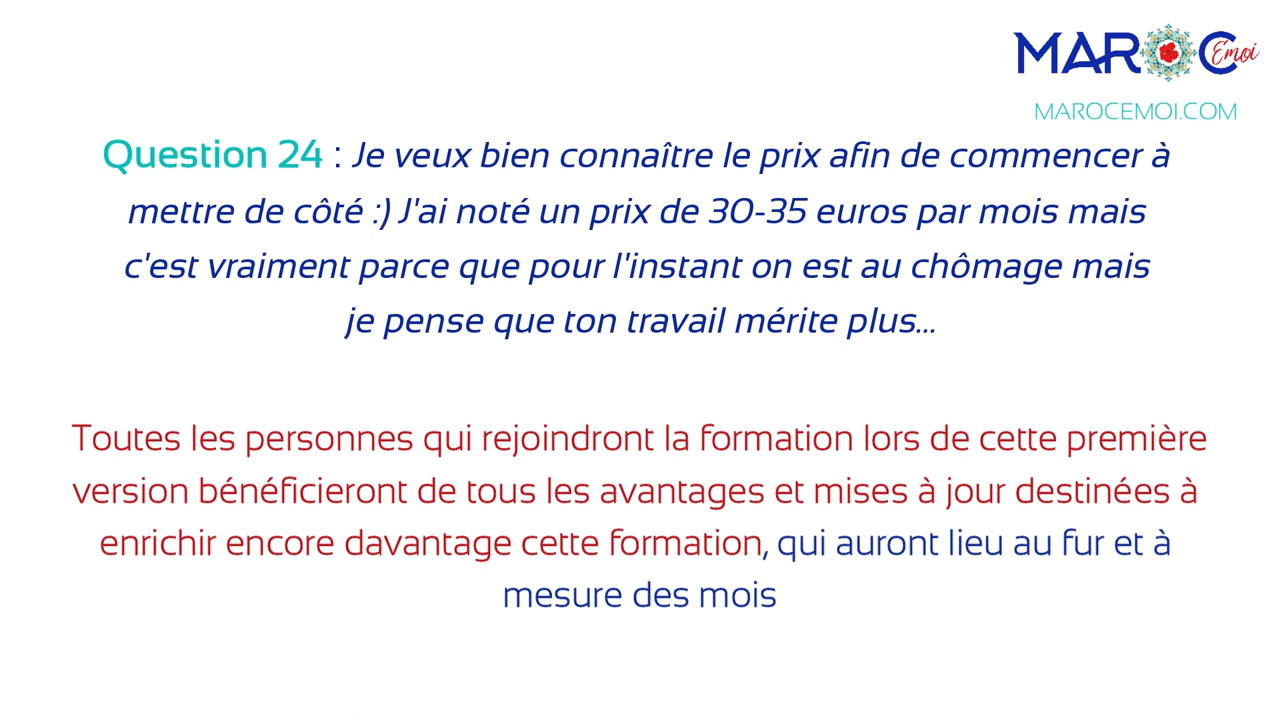 MAROC Emoi
MAROCEMOI.COM
Question 24 : Je veux bien connaître le prix afin de commencer à
mettre de côté :) J'ai noté un prix de 30-35 euros par mois mais
c'est vraiment parce que pour l'instant on est au chômage mais
je pense que ton travail mérite plus...
Toutes les personnes qui rejoindront la formation lors de cette première
version bénéficieront de tous les avantages et mises à jour destinées à
enrichir encore davantage cette formation, qui auront lieu au fur et à
mesure des mois